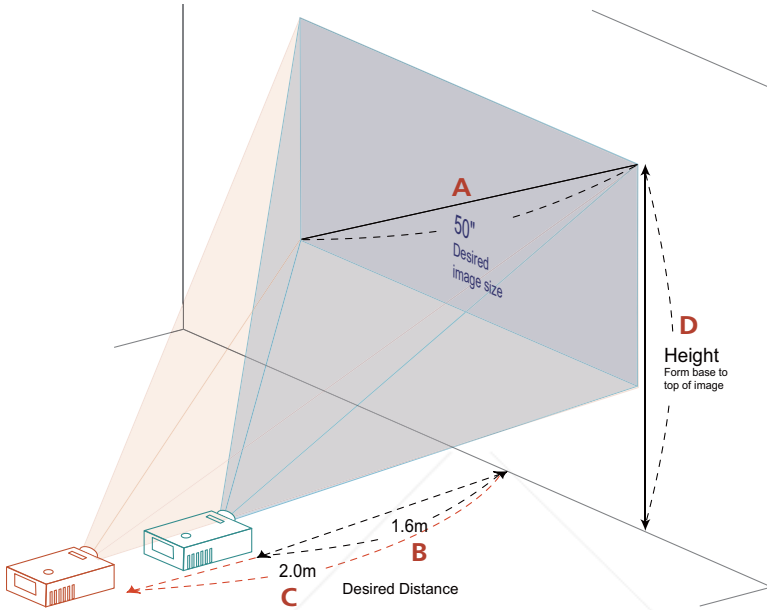 A
50"
Desired
image size
D
Height
Form base to
top of image
1.6m
B
2.0m
C
Desired Distance